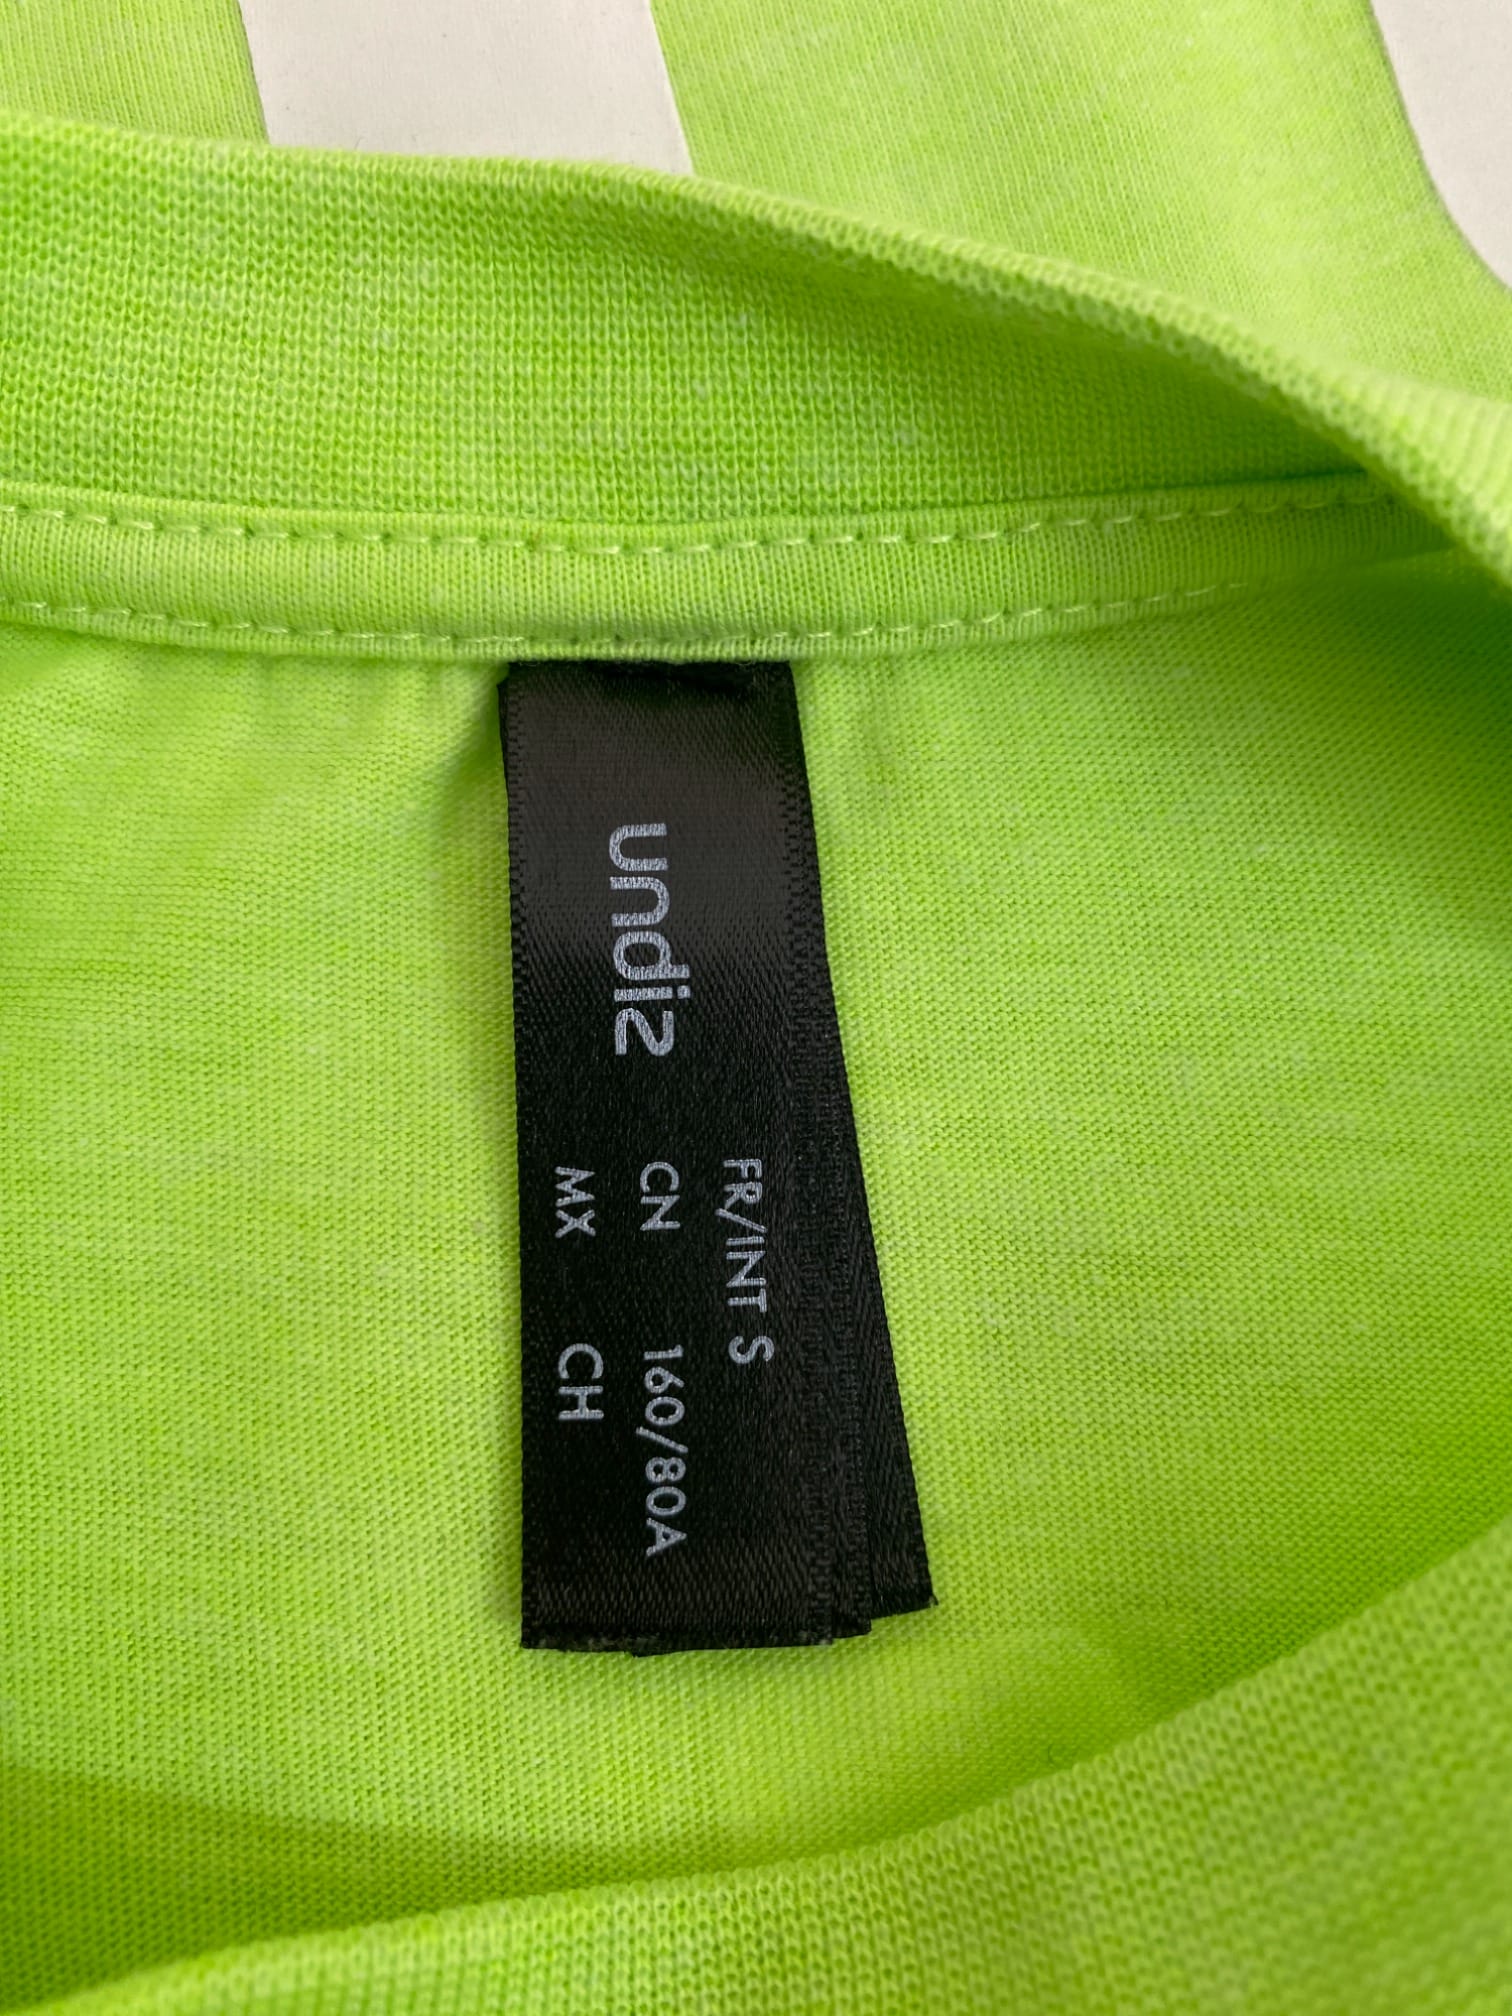 undiz
FR/INT S
CN 160/80A
MX CH